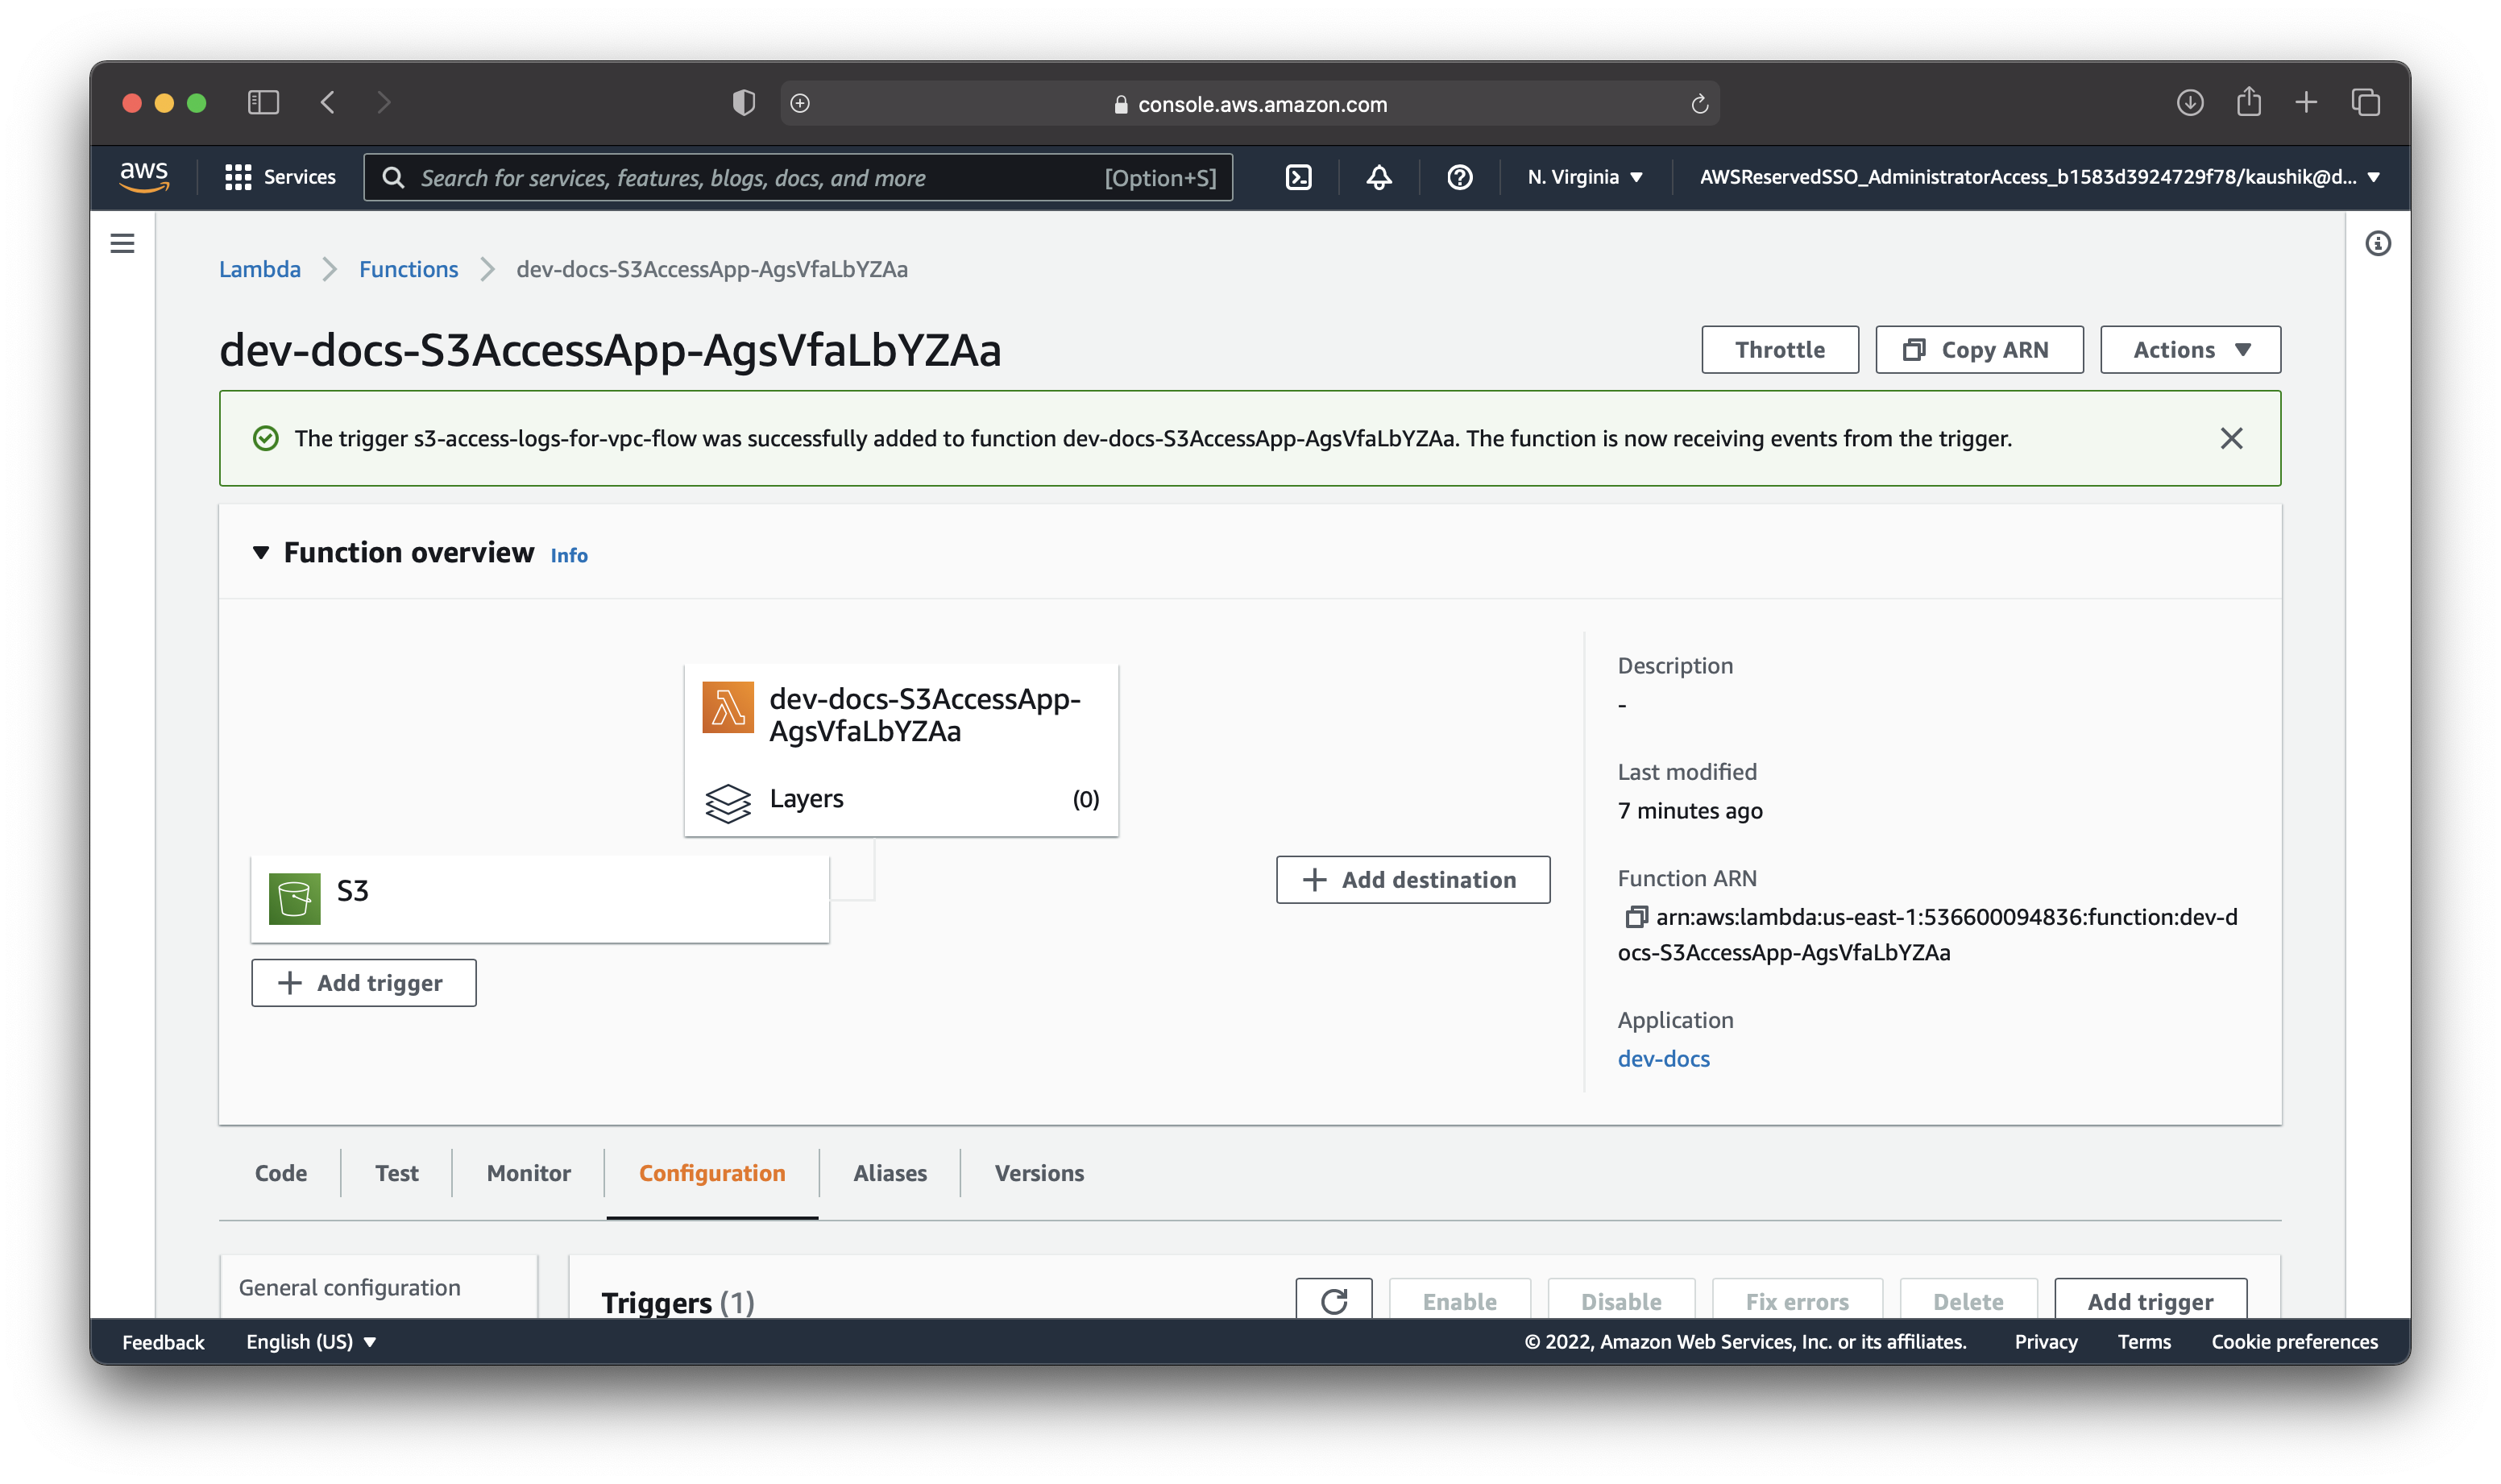 console.aws.amazon.com
aws
Services
Search for services, features, blogs, docs, and more
[Option+S]
N. Virginia
AWSReservedSSO_AdministratorAccess_b1583d3924729f78/kaushik@d...
Lambda
Functions
dev-docs-S3AccessApp-AgsVfaLbYZAa
dev-docs-S3AccessApp-AgsVfaLbYZAa
Throttle
Copy ARN
Actions
The trigger s3-access-logs-for-vpc-flow was successfully added to function dev-docs-S3AccessApp-AgsVfaLbYZAa. The function is now receiving events from the trigger.
Function overview
Info
dev-docs-S3AccessApp-
AgsVfaLbYZAa
Layers
(0)
S3
Add trigger
Add destination
Description
-
Last modified
7 minutes ago
Function ARN
arn:aws:lambda:us-east-1:536600094836:function:dev-d
ocs-S3AccessApp-AgsVfaLbYZAa
Application
dev-docs
Code
Test
Monitor
Configuration
Aliases
Versions
General configuration
Triggers (1)
Enable
Disable
Fix errors
Delete
Add trigger
Feedback
English (US)
© 2022, Amazon Web Services, Inc. or its affiliates.
Privacy
Terms
Cookie preferences